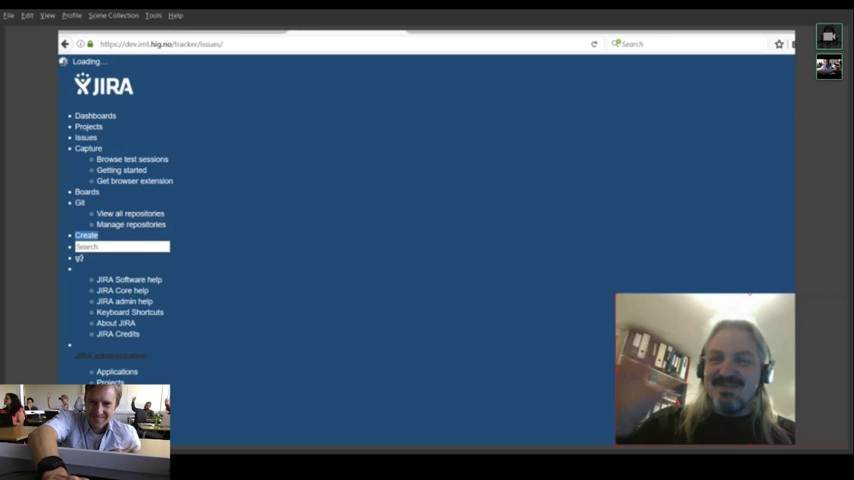 File Edit View Profile Scene Collection Tools Help
https://dev.imt.hig.no/tracker/issues/ Search
Loading...
JIRA
Dashboards
Projects
Issues
Capture
Browse test sessions
Getting started
Get browser extension
Boards
Git
View all repositories
Manage repositories
Create
Search
JIRA Software help
JIRA Core help
JIRA admin help
Keyboard Shortcuts
About JIRA
JIRA Credits
JIRA administration
Applications
Projects